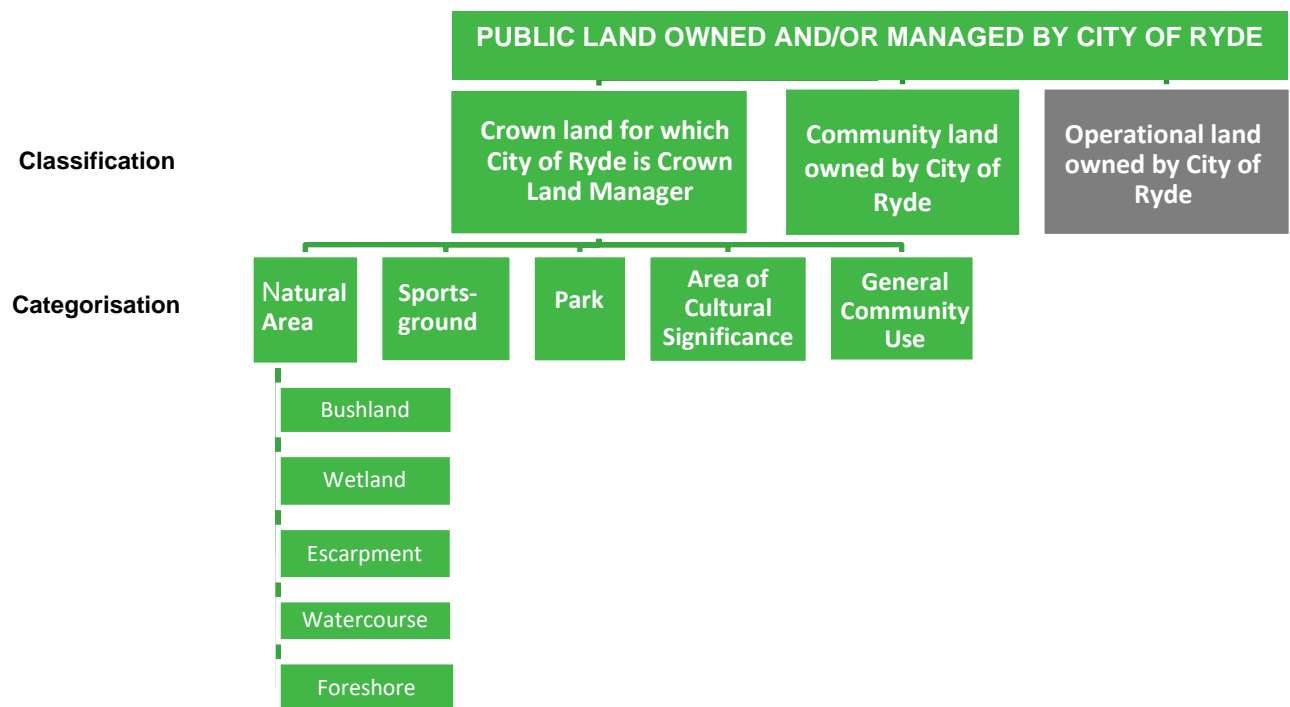 PUBLIC LAND OWNED AND/OR MANAGED BY CITY OF RYDE
Classification
Crown land for which
City of Ryde is Crown
Land Manager
Community land
owned by City of
Ryde
Operational land
owned by City of
Ryde
Categorisation
Natural
Area
Sports-
ground
Park
Area of
Cultural
Significance
General
Community
Use
Bushland
Wetland
Escarpment
Watercourse
Foreshore